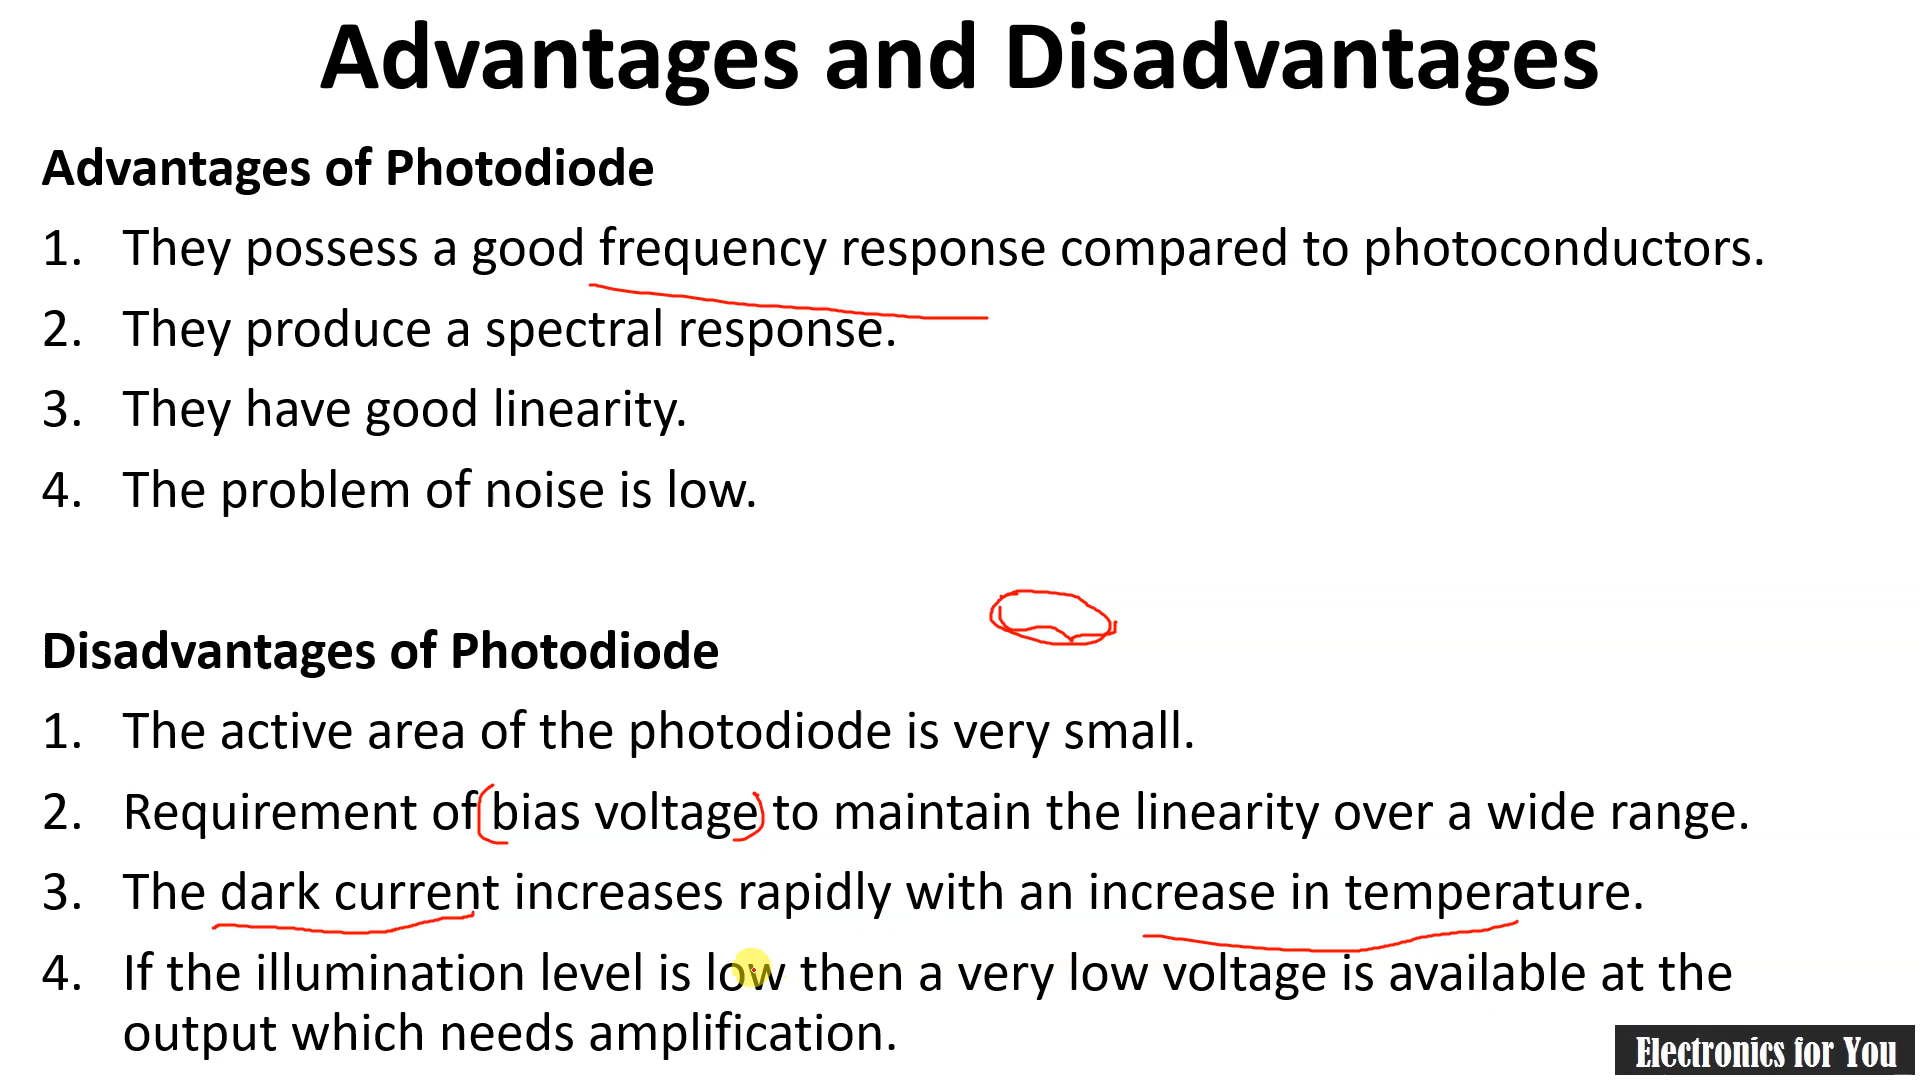 Advantages and Disadvantages
Advantages of Photodiode
1. They possess a good frequency response compared to photoconductors.
2. They produce a spectral response.
3. They have good linearity.
4. The problem of noise is low.
Disadvantages of Photodiode
1. The active area of the photodiode is very small.
2. Requirement of bias voltage to maintain the linearity over a wide range.
3. The dark current increases rapidly with an increase in temperature.
4. If the illumination level is low then a very low voltage is available at the
output which needs amplification.
Electronics for You